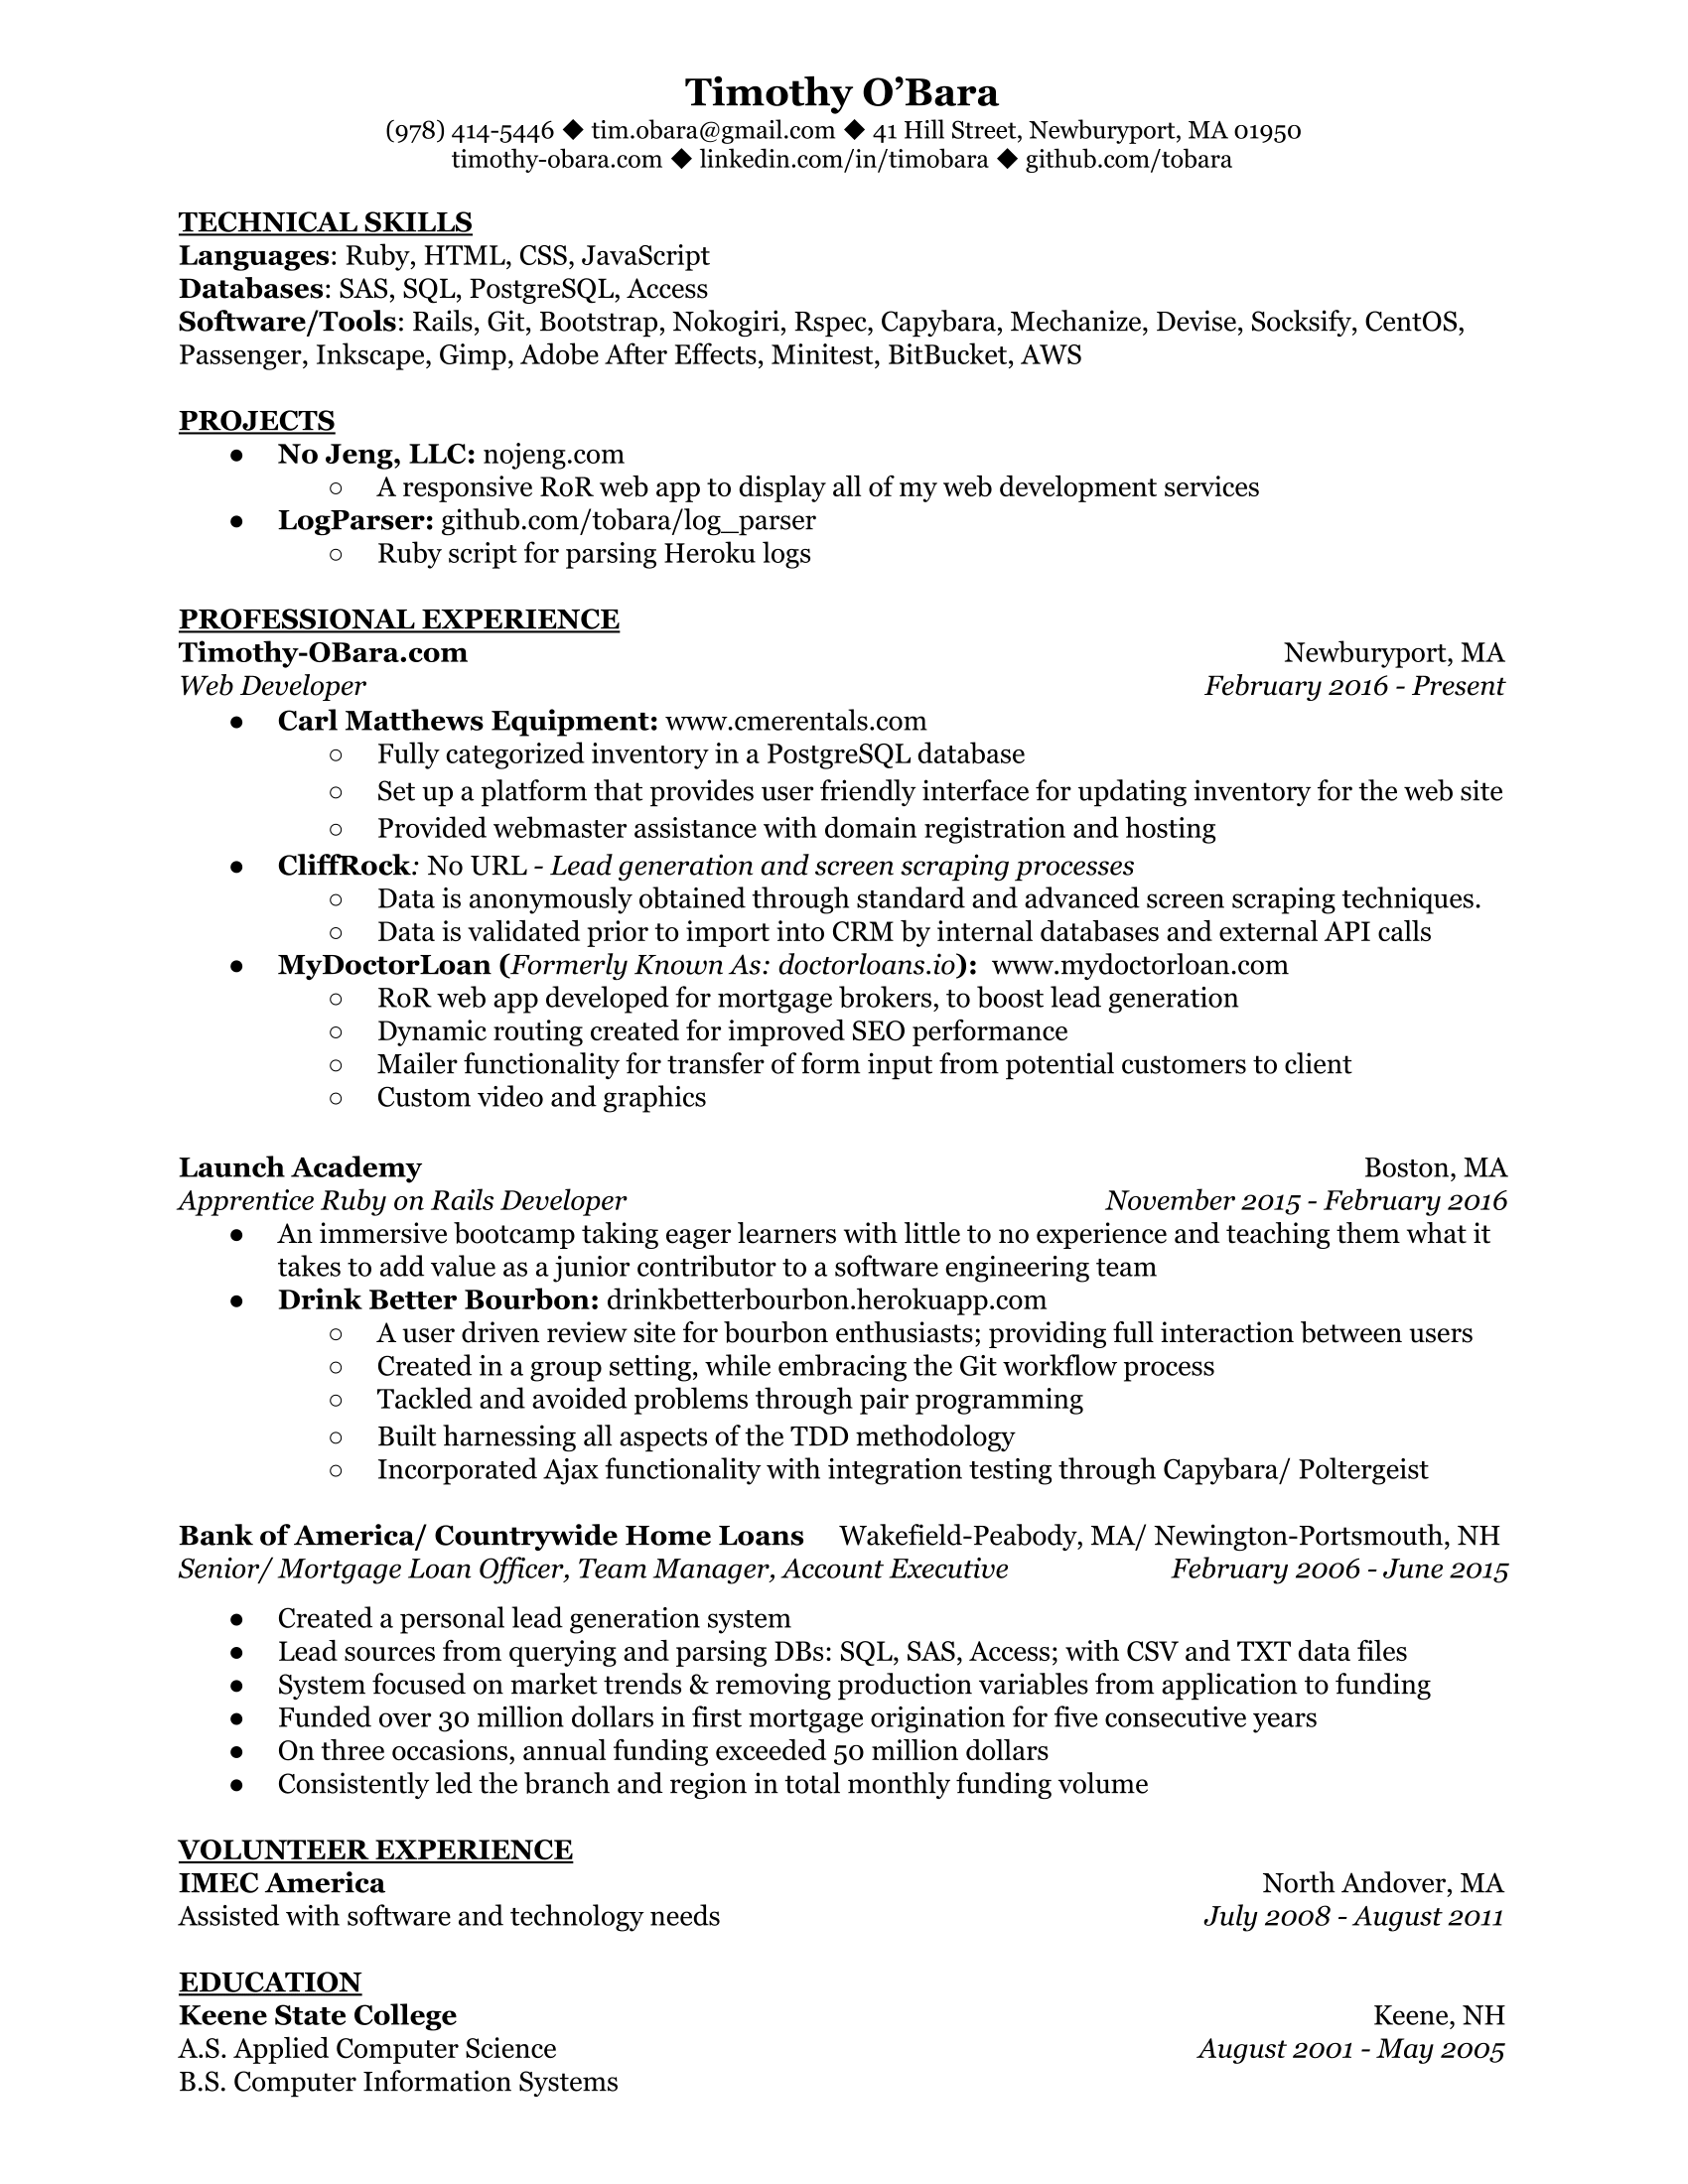 Timothy O’Bara
(978) 414-5446 ◆ tim.obara@gmail.com ◆ 41 Hill Street, Newburyport, MA 01950
timothy-obara.com ◆ linkedin.com/in/timobara ◆ github.com/tobara
TECHNICAL SKILLS
Languages: Ruby, HTML, CSS, JavaScript
Databases: SAS, SQL, PostgreSQL, Access
Software/Tools: Rails, Git, Bootstrap, Nokogiri, Rspec, Capybara, Mechanize, Devise, Socksify, CentOS,
Passenger, Inkscape, Gimp, Adobe After Effects, Minitest, BitBucket, AWS
PROJECTS
● No Jeng, LLC: nojeng.com
○ A responsive RoR web app to display all of my web development services
● LogParser: github.com/tobara/log_parser
○ Ruby script for parsing Heroku logs
PROFESSIONAL EXPERIENCE
Timothy-OBara.com Newburyport, MA
Web Developer February 2016 - Present
● Carl Matthews Equipment: www.cmerentals.com
○ Fully categorized inventory in a PostgreSQL database
○ Set up a platform that provides user friendly interface for updating inventory for the web site
○ Provided webmaster assistance with domain registration and hosting
● CliffRock: No URL - Lead generation and screen scraping processes
○ Data is anonymously obtained through standard and advanced screen scraping techniques.
○ Data is validated prior to import into CRM by internal databases and external API calls
● MyDoctorLoan (Formerly Known As: doctorloans.io): www.mydoctorloan.com
○ RoR web app developed for mortgage brokers, to boost lead generation
○ Dynamic routing created for improved SEO performance
○ Mailer functionality for transfer of form input from potential customers to client
○ Custom video and graphics
Launch Academy Boston, MA
Apprentice Ruby on Rails Developer November 2015 - February 2016
● An immersive bootcamp taking eager learners with little to no experience and teaching them what it
takes to add value as a junior contributor to a software engineering team
● Drink Better Bourbon: drinkbetterbourbon.herokuapp.com
○ A user driven review site for bourbon enthusiasts; providing full interaction between users
○ Created in a group setting, while embracing the Git workflow process
○ Tackled and avoided problems through pair programming
○ Built harnessing all aspects of the TDD methodology
○ Incorporated Ajax functionality with integration testing through Capybara/ Poltergeist
Bank of America/ Countrywide Home Loans Wakefield-Peabody, MA/ Newington-Portsmouth, NH
Senior/ Mortgage Loan Officer, Team Manager, Account Executive February 2006 - June 2015
● Created a personal lead generation system
● Lead sources from querying and parsing DBs: SQL, SAS, Access; with CSV and TXT data files
● System focused on market trends & removing production variables from application to funding
● Funded over 30 million dollars in first mortgage origination for five consecutive years
● On three occasions, annual funding exceeded 50 million dollars
● Consistently led the branch and region in total monthly funding volume
VOLUNTEER EXPERIENCE
IMEC America North Andover, MA
Assisted with software and technology needs July 2008 - August 2011
EDUCATION
Keene State College Keene, NH
A.S. Applied Computer Science August 2001 - May 2005
B.S. Computer Information Systems